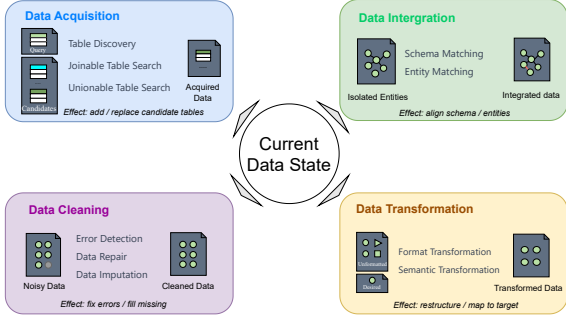 Data Acquisition
Query
Table Discovery
Joinable Table Search
Unionable Table Search
Candidates
Acquired
Data
Effect: add / replace candidate tables
Data Intergration
Schema Matching
Entity Matching
Isolated Entities
Integrated data
Effect: align schema / entities
Current
Data State
Data Cleaning
Error Detection
Data Repair
Data Imputation
Noisy Data
Cleaned Data
Effect: fix errors / fill missing
Data Transformation
Unformatted
Format Transformation
Semantic Transformation
Desired
Transformed Data
Effect: restructure / map to target